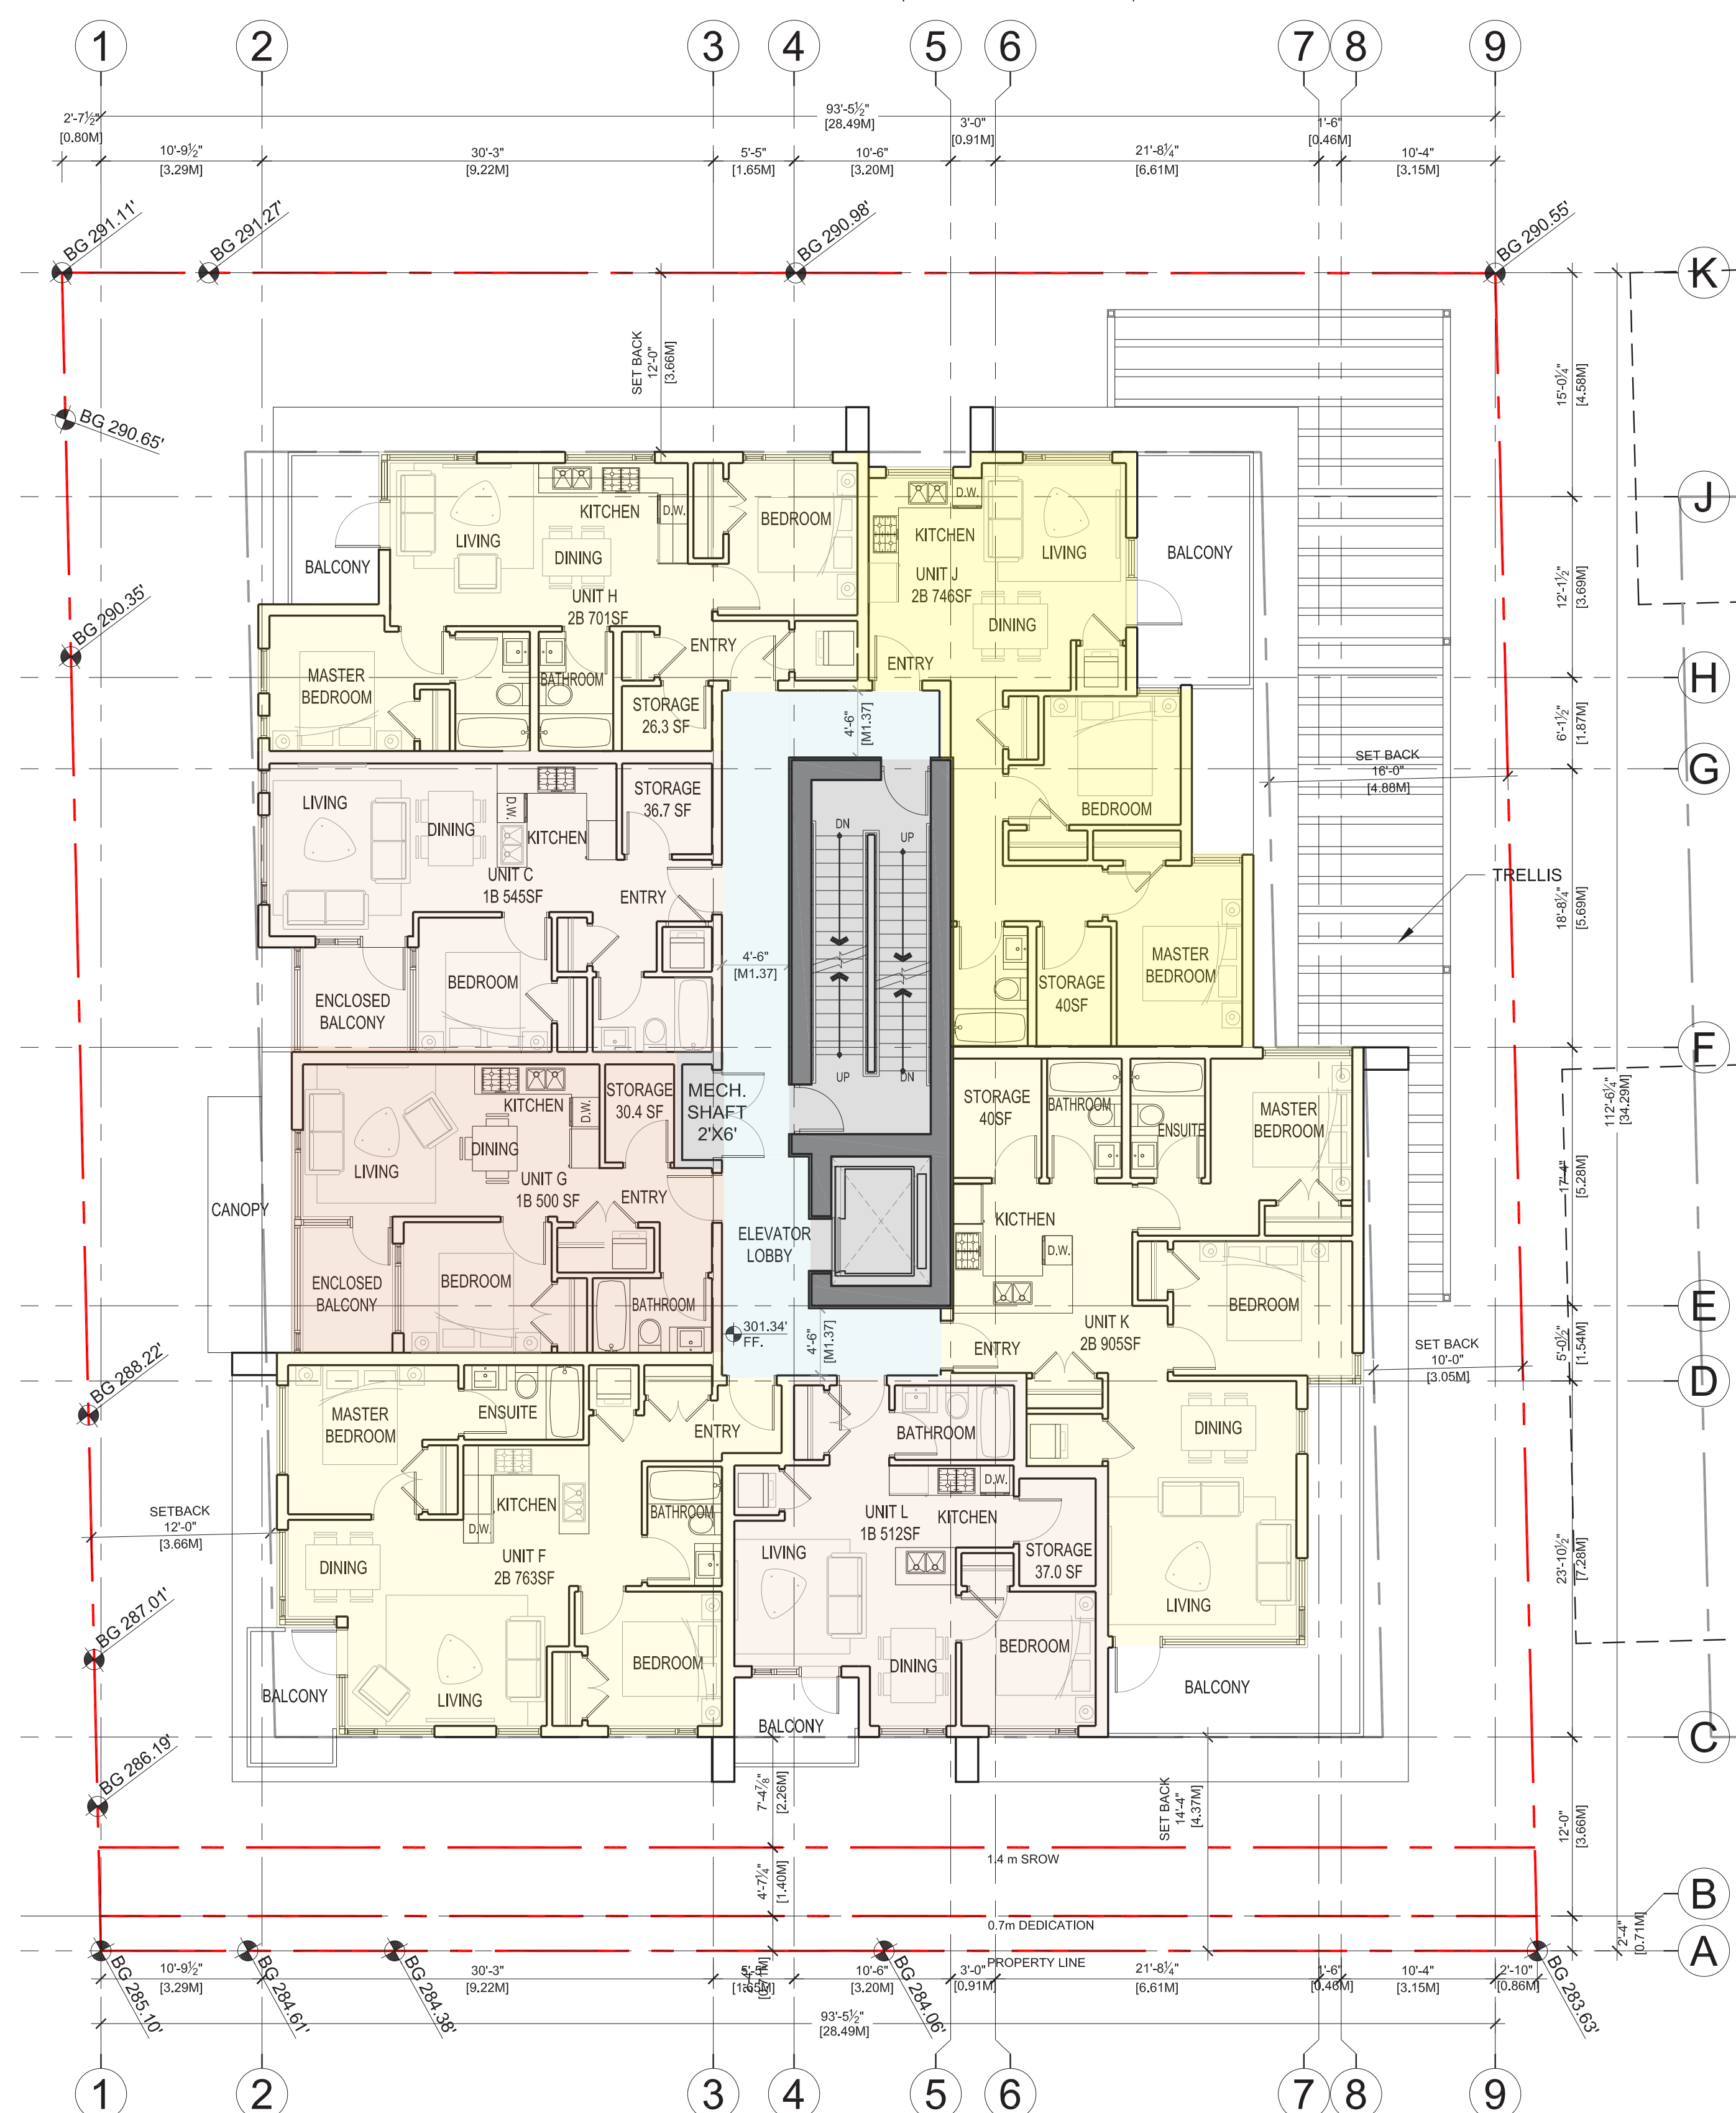 1 2 3 4 5 6 7 8 9
93'-5½"
[28.49M]
2'-7½"
[0.80M]
10'-9½"
[3.29M]
30'-3"
[9.22M]
5'-5"
[1.65M]
10'-6"
[3.20M]
3'-0"
[0.91M]
21'-8¼"
[6.61M]
1'-6"
[0.46M]
10'-4"
[3.15M]
BG 291.11'
BG 291.27'
BG 290.98'
BG 290.55'
K
SET BACK
12'-0"
[3.66M]
15'-0¼"
[4.58M]
BG 290.65'
J
BALCONY
LIVING
KITCHEN
D.W.
DINING
BEDROOM
UNIT H
2B 701SF
ENTRY
MASTER
BEDROOM
BATHROOM
STORAGE
26.3 SF
D.W.
KITCHEN
LIVING
UNIT J
2B 746SF
DINING
ENTRY
BALCONY
BEDROOM
MASTER
BEDROOM
STORAGE
40SF
12'-1½"
[3.69M]
BG 290.35'
H
4'-6"
[M1.37]
6'-1½"
[1.87M]
G
SET BACK
16'-0"
[4.88M]
LIVING
DINING
D.W.
KITCHEN
STORAGE
36.7 SF
UNIT C
1B 545SF
ENTRY
BEDROOM
ENCLOSED
BALCONY
DN
UP
4'-6"
[M1.37]
TRELLIS
18'-8¼"
[5.69M]
UP
DN
F
MECH.
SHAFT
2'X6'
KITCHEN
D.W.
STORAGE
30.4 SF
DINING
LIVING
UNIT G
1B 500 SF
ENTRY
CANOPY
ENCLOSED
BALCONY
BEDROOM
BATHROOM
ELEVATOR
LOBBY
301.34'
FF.
4'-6"
[M1.37]
STORAGE
40SF
BATHROOM
ENSUITE
MASTER
BEDROOM
KICTHEN
D.W.
UNIT K
2B 905SF
BEDROOM
ENTRY
DINING
LIVING
BALCONY
112'-6¼"
[34.29M]
17'-4"
[5.28M]
E
5'-0½"
[1.54M]
SET BACK
10'-0"
[3.05M]
D
BG 288.22'
MASTER
BEDROOM
ENSUITE
ENTRY
KITCHEN
D.W.
BATHROOM
DINING
UNIT F
2B 763SF
LIVING
BEDROOM
BALCONY
SETBACK
12'-0"
[3.66M]
BATHROOM
UNIT L
1B 512SF
KITCHEN
D.W.
LIVING
STORAGE
37.0 SF
DINING
BEDROOM
BALCONY
23'-10½"
[7.28M]
BG 287.01'
C
BG 286.19'
7'-4⅞"
[2.26M]
SET BACK
14'-4"
[4.37M]
12'-0"
[3.66M]
1.4 m SROW
4'-7¼"
[1.40M]
B
0.7m DEDICATION
2'-4"
[0.71M]
A
PROPERTY LINE
BG 285.10'
BG 284.61'
BG 284.38'
BG 284.06'
BG 283.63'
10'-9½"
[3.29M]
30'-3"
[9.22M]
10'-6"
[3.20M]
3'-0"
[0.91M]
21'-8¼"
[6.61M]
1'-6"
[0.46M]
10'-4"
[3.15M]
2'-10"
[0.86M]
93'-5½"
[28.49M]
1 2 3 4 5 6 7 8 9